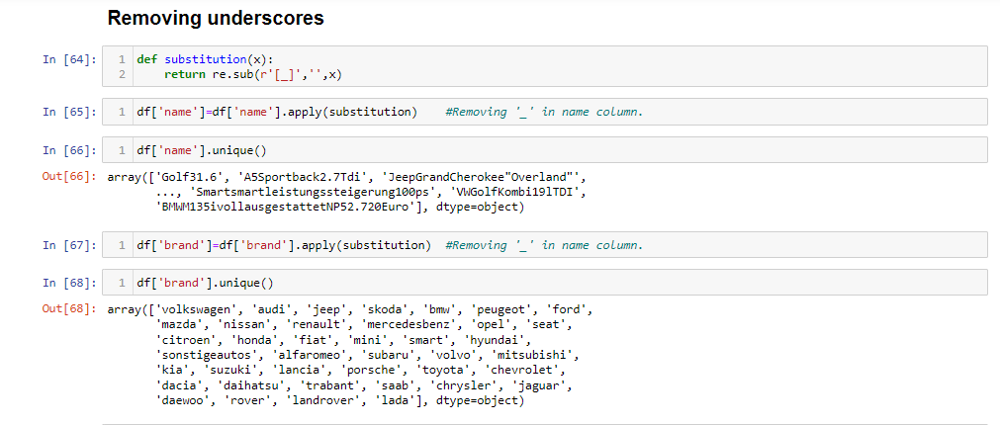 Removing underscores
In [64]: 1 def substitution(x):
2     return re.sub(r'[_]','',x)
In [65]: 1 df['name']=df['name'].apply(substitution)    #Removing '_' in name column.
In [66]: 1 df['name'].unique()
Out[66]: array(['Golf31.6', 'A5Sportback2.7Tdi', 'JeepGrandCherokee"Overland"',
..., 'Smartsmartleistungssteigerung100ps', 'VWGolfKombi19lTDI',
'BMWM135ivollausgestattetNP52.720Euro'], dtype=object)
In [67]: 1 df['brand']=df['brand'].apply(substitution)  #Removing '_' in name column.
In [68]: 1 df['brand'].unique()
Out[68]: array(['volkswagen', 'audi', 'jeep', 'skoda', 'bmw', 'peugeot', 'ford',
'mazda', 'nissan', 'renault', 'mercedesbenz', 'opel', 'seat',
'citroen', 'honda', 'fiat', 'mini', 'smart', 'hyundai',
'sonstigeautos', 'alfaromeo', 'subaru', 'volvo', 'mitsubishi',
'kia', 'suzuki', 'lancia', 'porsche', 'toyota', 'chevrolet',
'dacia', 'daihatsu', 'trabant', 'saab', 'chrysler', 'jaguar',
'daewoo', 'rover', 'landrover', 'lada'], dtype=object)